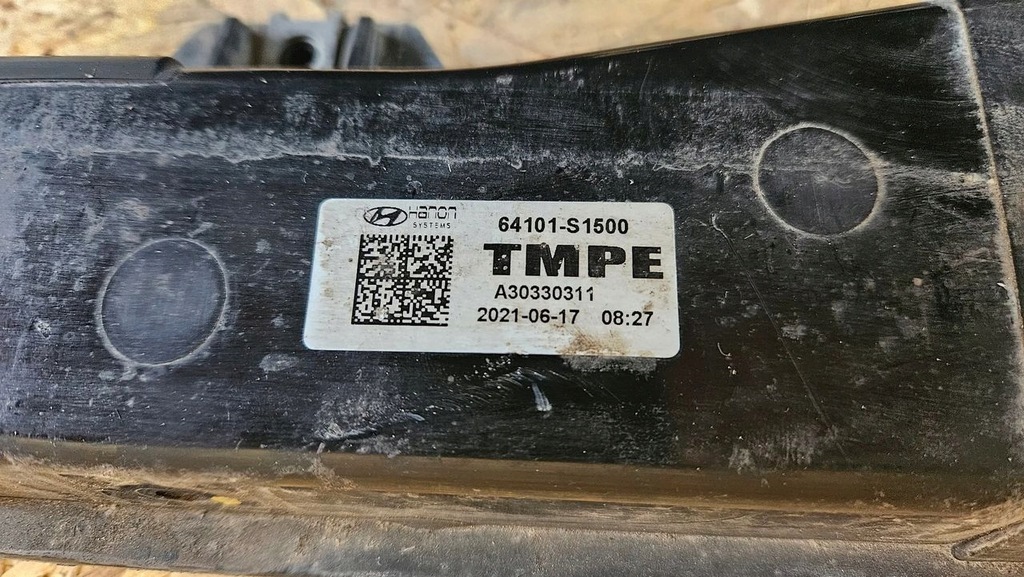 Hanon
SYSTEMS
64101-S1500
TMPE
A30330311
2021-06-17 08:27